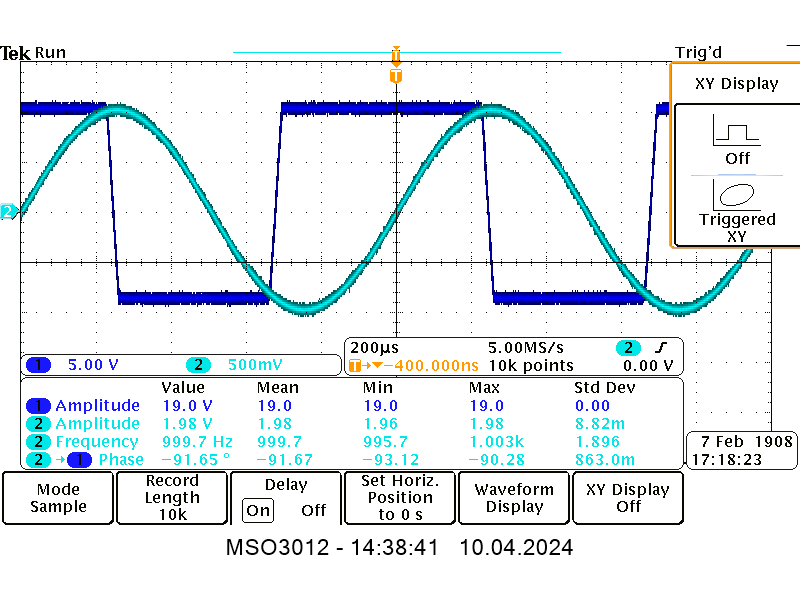 Tek Run Trig'd
T
T
XY Display
Off
Triggered
XY
2
1 5.00 V 2 500mV
200µs 5.00MS/s 2
T→▼−400.000ns 10k points 0.00 V
Value Mean Min Max Std Dev
1 Amplitude 19.0 V 19.0 19.0 19.0 0.00
2 Amplitude 1.98 V 1.98 1.96 1.98 8.82m
2 Frequency 999.7 Hz 999.7 995.7 1.003k 1.896
2 → 1 Phase −91.65 ° −91.67 −93.12 −90.28 863.0m
7 Feb 1908
17:18:23
Mode
Sample
Record
Length
10k
Delay
On Off
Set Horiz.
Position
to 0 s
Waveform
Display
XY Display
Off
MSO3012 - 14:38:41 10.04.2024